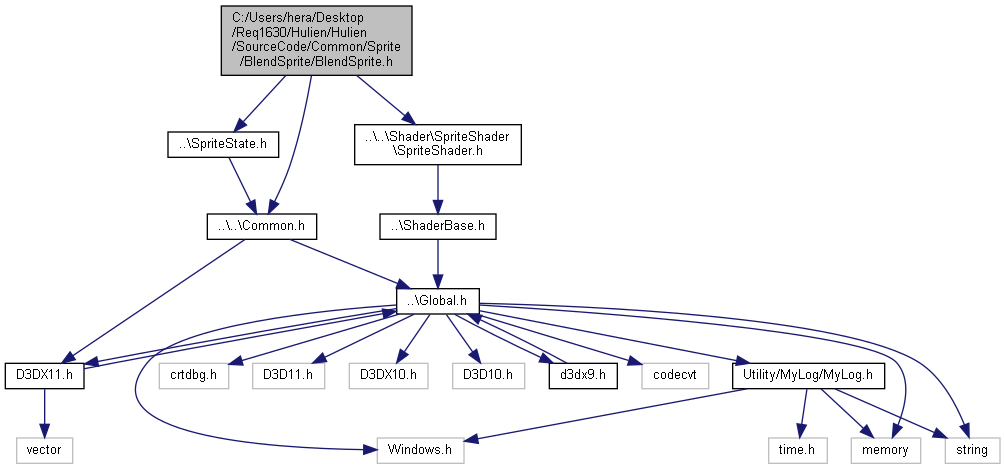 C:/Users/hera/Desktop
/Req1630/Hulien/Hulien
/SourceCode/Common/Sprite
/BlendSprite/BlendSprite.h
..\SpriteState.h
..\..\Shader\SpriteShader
\SpriteShader.h
..\..\Common.h
..\ShaderBase.h
..\Global.h
D3DX11.h
crtdbg.h
D3D11.h
D3DX10.h
D3D10.h
d3dx9.h
codecvt
Utility/MyLog/MyLog.h
vector
Windows.h
time.h
memory
string